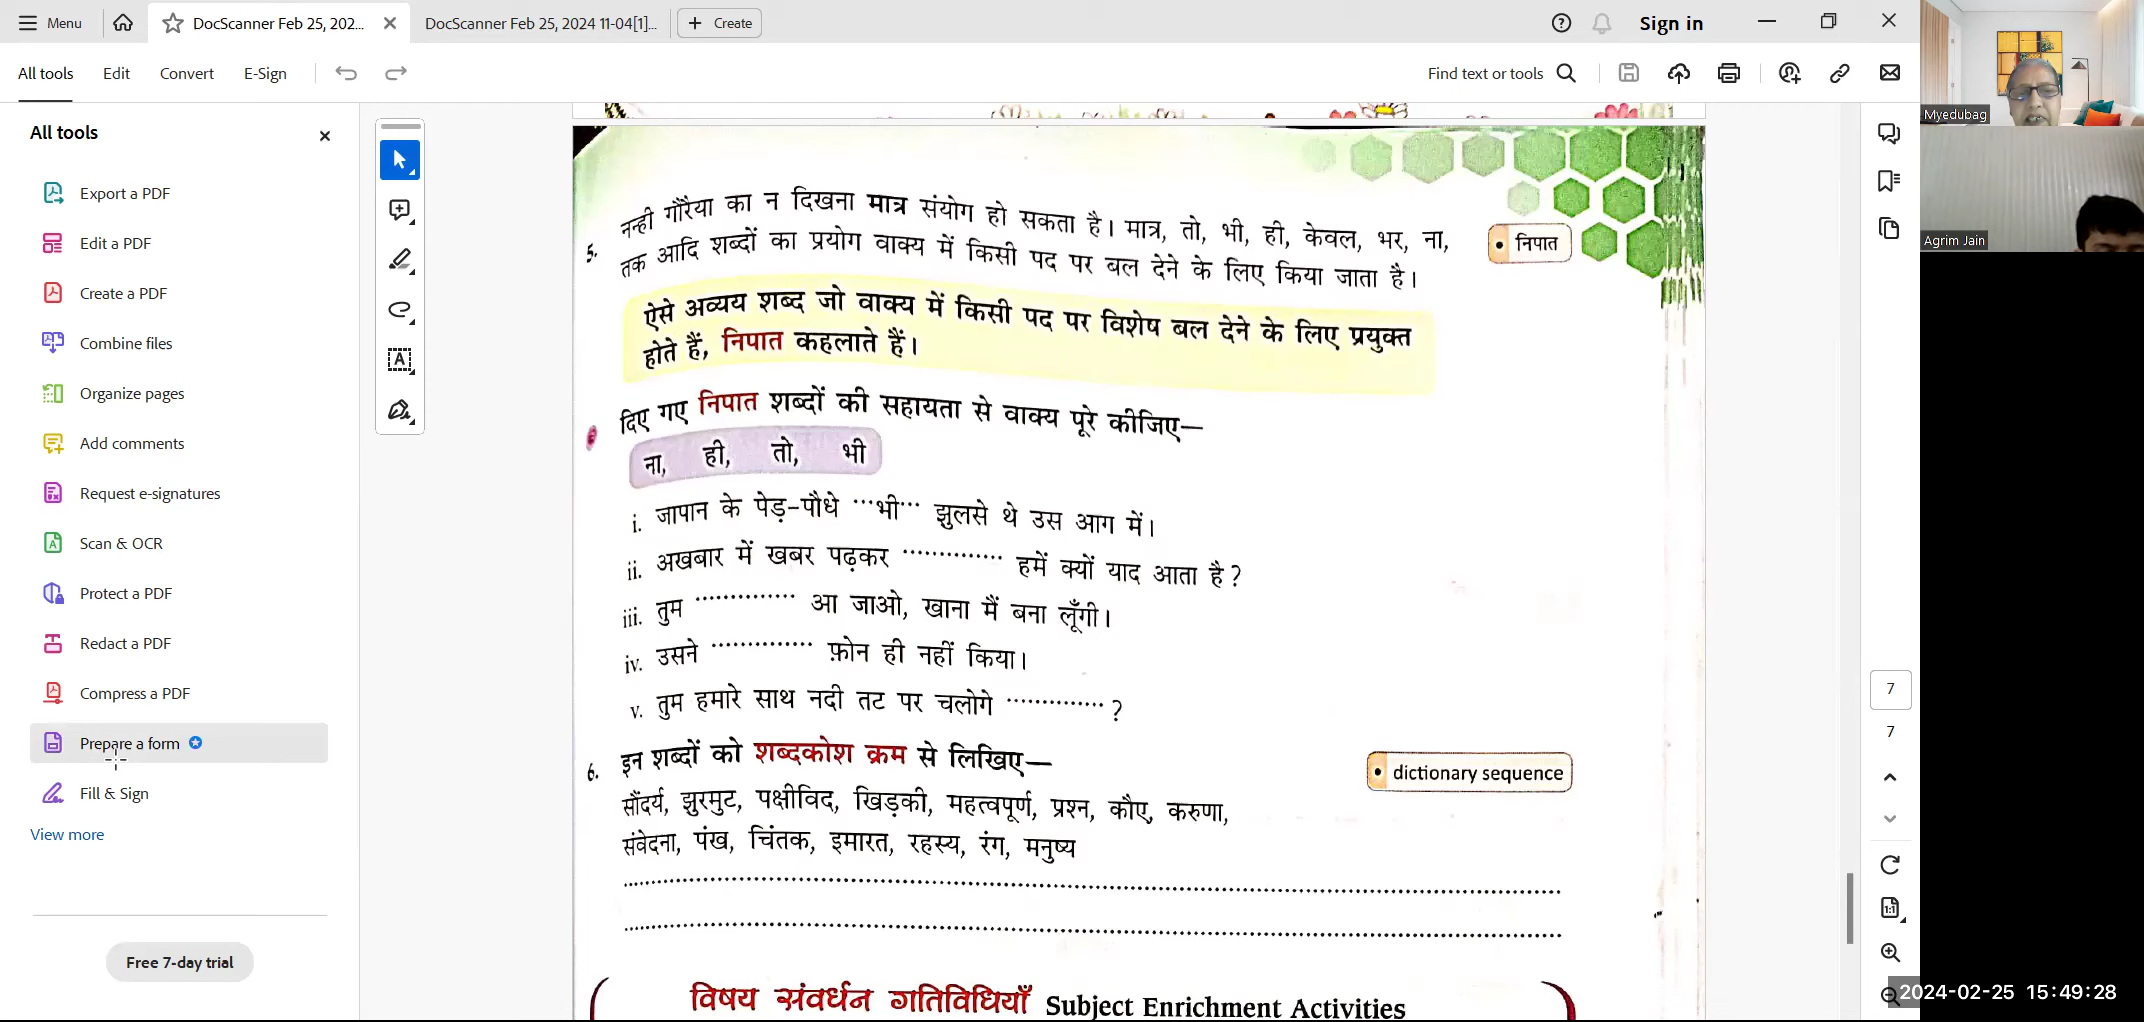 Menu
DocScanner Feb 25, 202...
DocScanner Feb 25, 2024 11-04[1]...
Create
Sign in
All tools
Edit
Convert
E-Sign
Find text or tools
All tools
Export a PDF
Edit a PDF
Create a PDF
Combine files
Organize pages
Add comments
Request e-signatures
Scan & OCR
Protect a PDF
Redact a PDF
Compress a PDF
Prepare a form
Fill & Sign
View more
Free 7-day trial
5. नन्ही गौरैया का न दिखना मात्र संयोग हो सकता है। मात्र, तो, भी, ही, केवल, भर, ना,
तक आदि शब्दों का प्रयोग वाक्य में किसी पद पर बल देने के लिए किया जाता है।
• निपात
ऐसे अव्यय शब्द जो वाक्य में किसी पद पर विशेष बल देने के लिए प्रयुक्त
होते हैं, निपात कहलाते हैं।
दिए गए निपात शब्दों की सहायता से वाक्य पूरे कीजिए—
ना, ही, तो, भी
i. जापान के पेड़-पौधे ...भी... झुलसे थे उस आग में।
ii. अखबार में खबर पढ़कर .............. हमें क्यों याद आता है?
iii. तुम .............. आ जाओ, खाना मैं बना लूँगी।
iv. उसने .............. फ़ोन ही नहीं किया।
v. तुम हमारे साथ नदी तट पर चलोगे ..............?
6. इन शब्दों को शब्दकोश क्रम से लिखिए—
• dictionary sequence
सौंदर्य, झुरमुट, पक्षीविद, खिड़की, महत्वपूर्ण, प्रश्न, कौए, करुणा,
संवेदना, पंख, चिंतक, इमारत, रहस्य, रंग, मनुष्य
विषय संवर्धन गतिविधियाँ Subject Enrichment Activities
7
7
Myedubag
Agrim Jain
2024-02-25 15:49:28